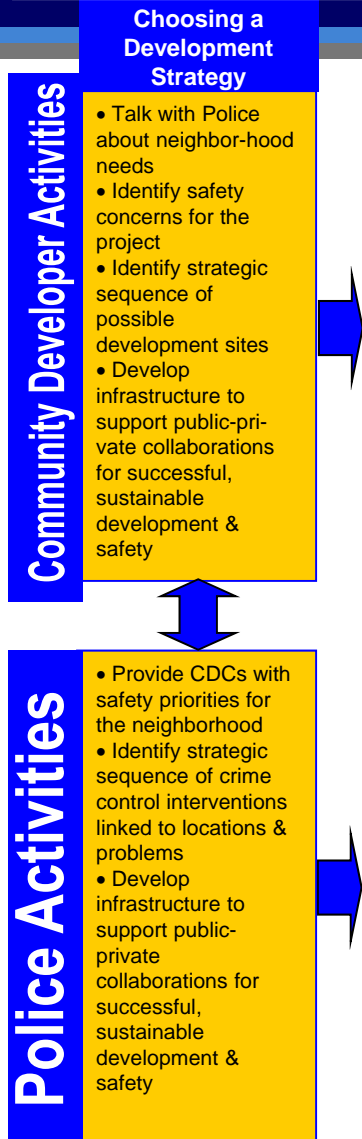 Choosing a
Development
Strategy
Community Developer Activities
• Talk with Police
about neighbor-hood
needs
• Identify safety
concerns for the
project
• Identify strategic
sequence of
possible
development sites
• Develop
infrastructure to
support public-pri-
vate collaborations
for successful,
sustainable
development &
safety
Police Activities
• Provide CDCs with
safety priorities for
the neighborhood
• Identify strategic
sequence of crime
control interventions
linked to locations &
problems
• Develop
infrastructure to
support public-
private
collaborations for
successful,
sustainable
development &
safety